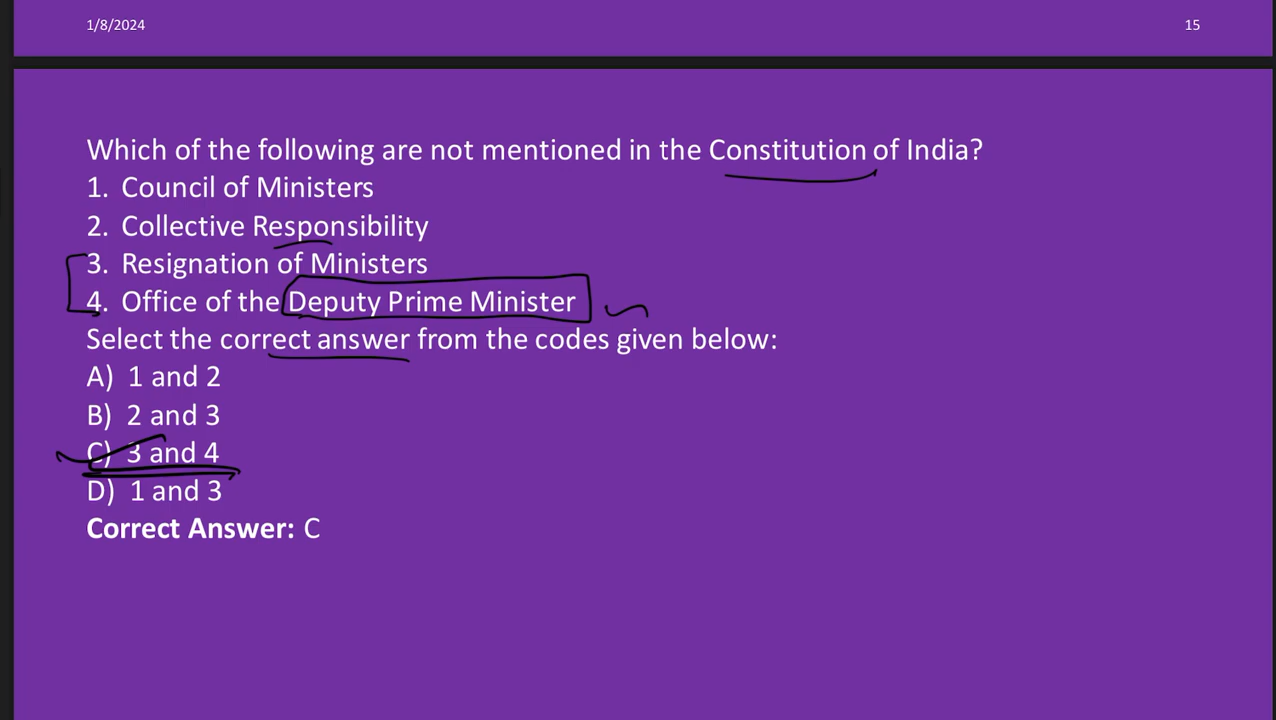 1/8/2024 15
Which of the following are not mentioned in the Constitution of India?
1. Council of Ministers
2. Collective Responsibility
3. Resignation of Ministers
4. Office of the Deputy Prime Minister
Select the correct answer from the codes given below:
A) 1 and 2
B) 2 and 3
C) 3 and 4
D) 1 and 3
Correct Answer: C